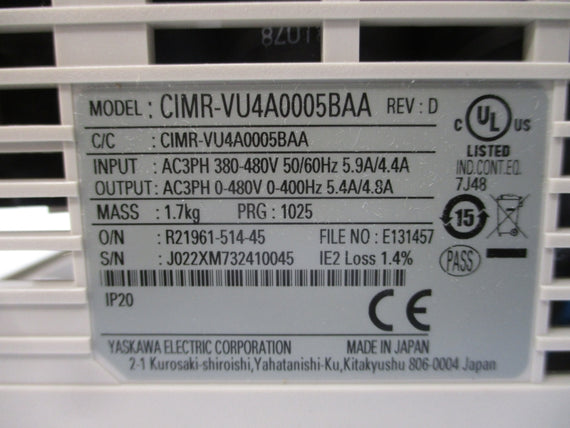 8701
MODEL : CIMR-VU4A0005BAA REV : D
C/C : CIMR-VU4A0005BAA
INPUT : AC3PH 380-480V 50/60Hz 5.9A/4.4A
OUTPUT : AC3PH 0-480V 0-400Hz 5.4A/4.8A
MASS : 1.7kg PRG : 1025
O/N : R21961-514-45 FILE NO : E131457
S/N : J022XM732410045 IE2 Loss 1.4%
IP20
CE
YASKAWA ELECTRIC CORPORATION MADE IN JAPAN
2-1 Kurosaki-shiroishi,Yahatanishi-Ku,Kitakyushu 806-0004 Japan
C UL US
LISTED
IND.CONT.EQ.
7J48
15
PASS